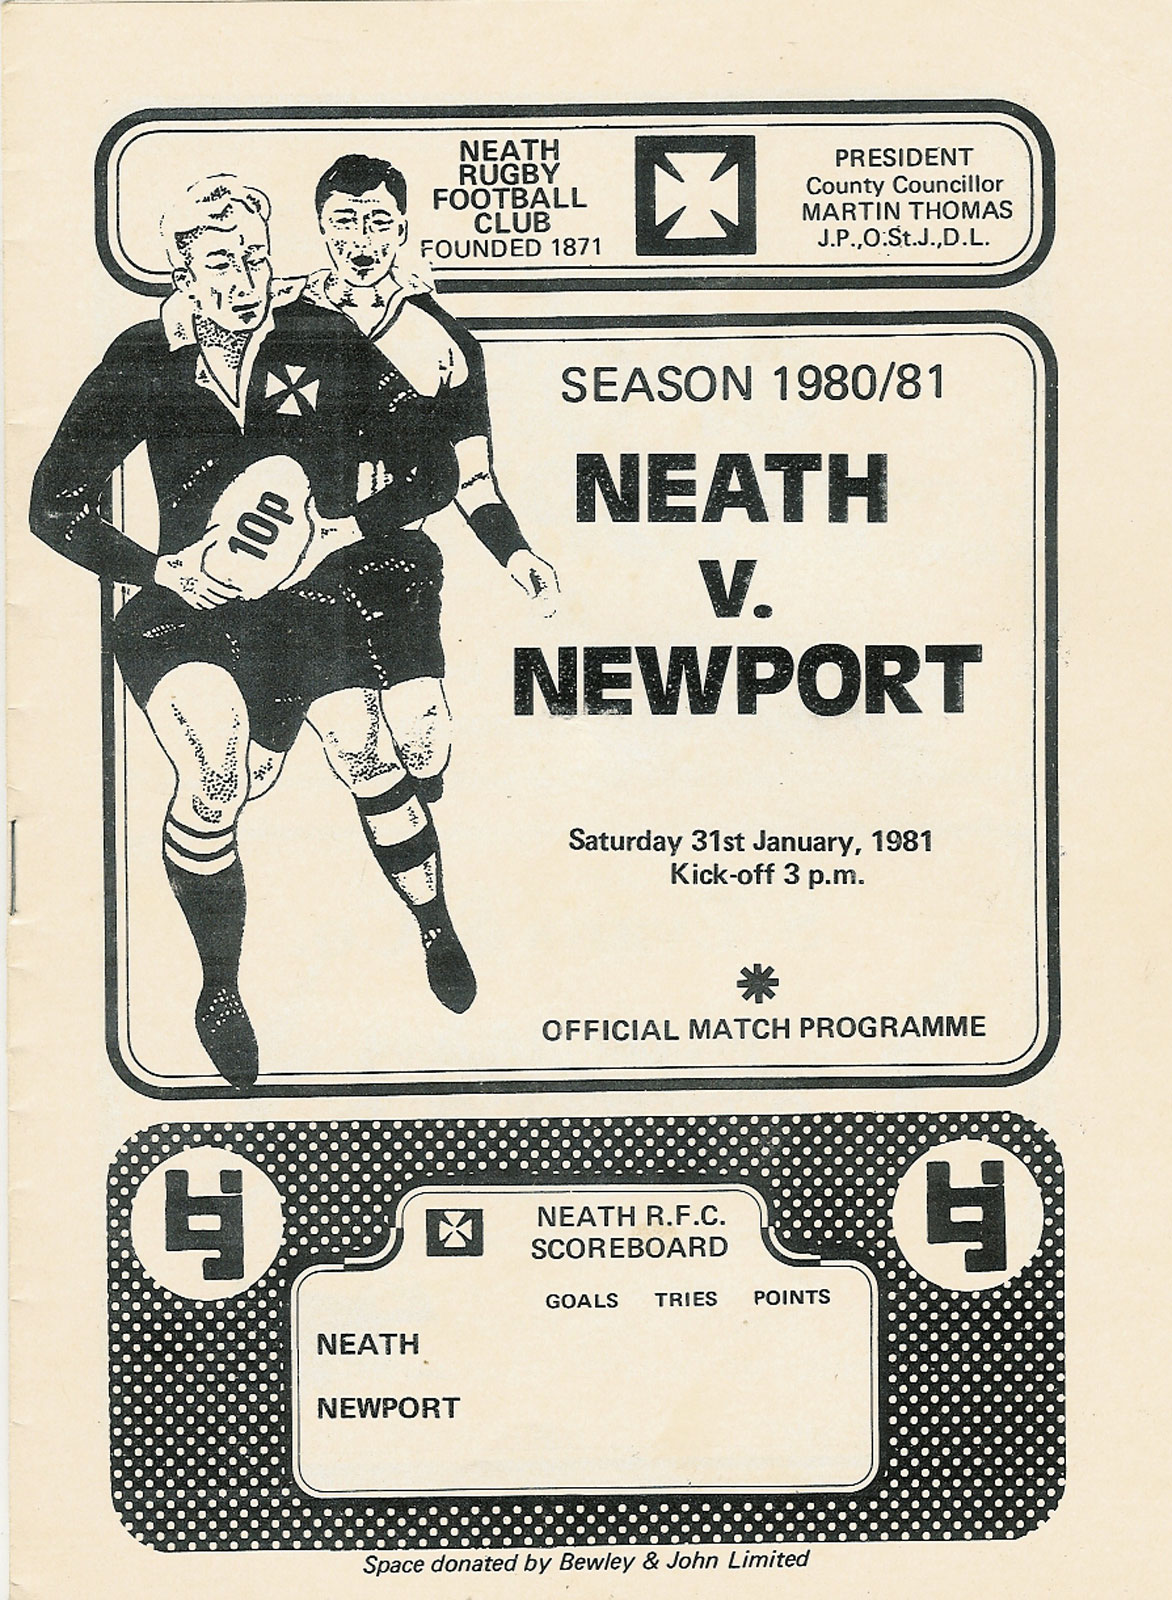 NEATH
RUGBY
FOOTBALL
CLUB
FOUNDED 1871
PRESIDENT
County Councillor
MARTIN THOMAS
J.P.,O.St.J.,D.L.
SEASON 1980/81
NEATH
v.
NEWPORT
10p
Saturday 31st January, 1981
Kick-off 3 p.m.
*
OFFICIAL MATCH PROGRAMME
NEATH R.F.C.
SCOREBOARD
GOALS TRIES POINTS
NEATH
NEWPORT
Space donated by Bewley & John Limited